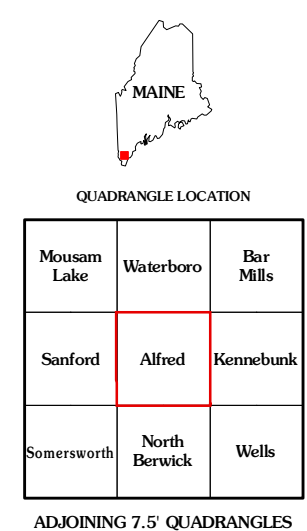 MAINE
QUADRANGLE LOCATION
Mousam
Lake
Waterboro
Bar
Mills
Sanford
Alfred
Kennebunk
Somersworth
North
Berwick
Wells
ADJOINING 7.5' QUADRANGLES